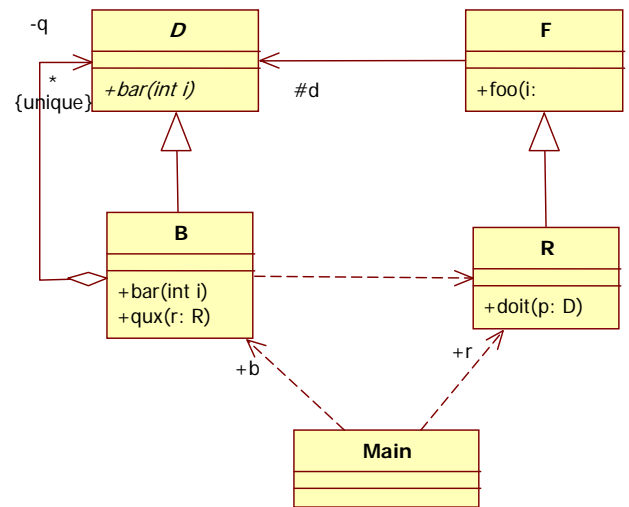 -q
D
F
*
{unique}
+bar(int i)
#d
+foo(i:
B
R
+bar(int i)
+qux(r: R)
+doit(p: D)
+b
+r
Main